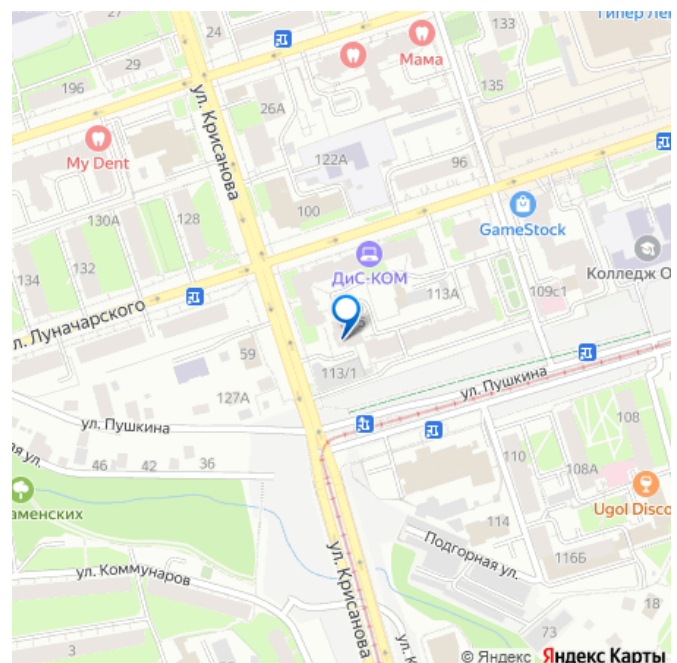 27
24
133
Гипер Ле
Мама
29
196
135
ул. Крисанова
26А
My Dent
122А
96
130А
128
100
GameStock
134
132
ДиС-КОМ
Колледж О
113А
109с1
л. Луначарского
59
113/1
127А
ул. Пушкина
ул. Пушкина
108
ая ул.
46
42
36
110
108А
аменских
Ugol Disco
114
Подгорная ул.
116Б
ул. Коммунаров
ул. Крисанова
18
73
3
ул. К
© Яндекс Яндекс Карты